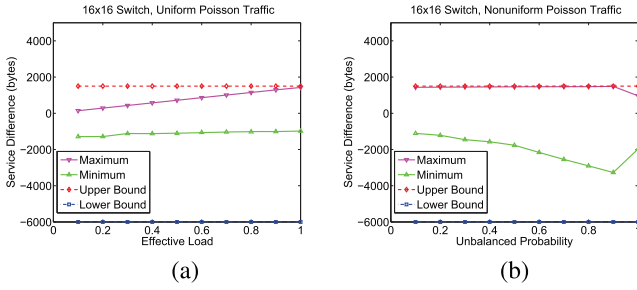 16x16 Switch, Uniform Poisson Traffic
Service Difference (bytes)
4000
2000
0
−2000
−4000
−6000
Maximum
Minimum
Upper Bound
Lower Bound
0 0.2 0.4 0.6 0.8 1
Effective Load
(a)
16x16 Switch, Nonuniform Poisson Traffic
Service Difference (bytes)
4000
2000
0
−2000
−4000
−6000
Maximum
Minimum
Upper Bound
Lower Bound
0 0.2 0.4 0.6 0.8 1
Unbalanced Probability
(b)